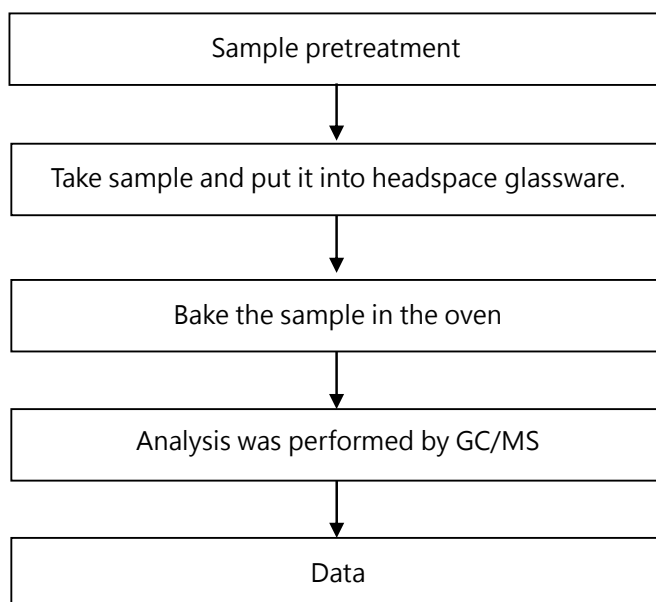 Sample pretreatment
Take sample and put it into headspace glassware.
Bake the sample in the oven
Analysis was performed by GC/MS
Data